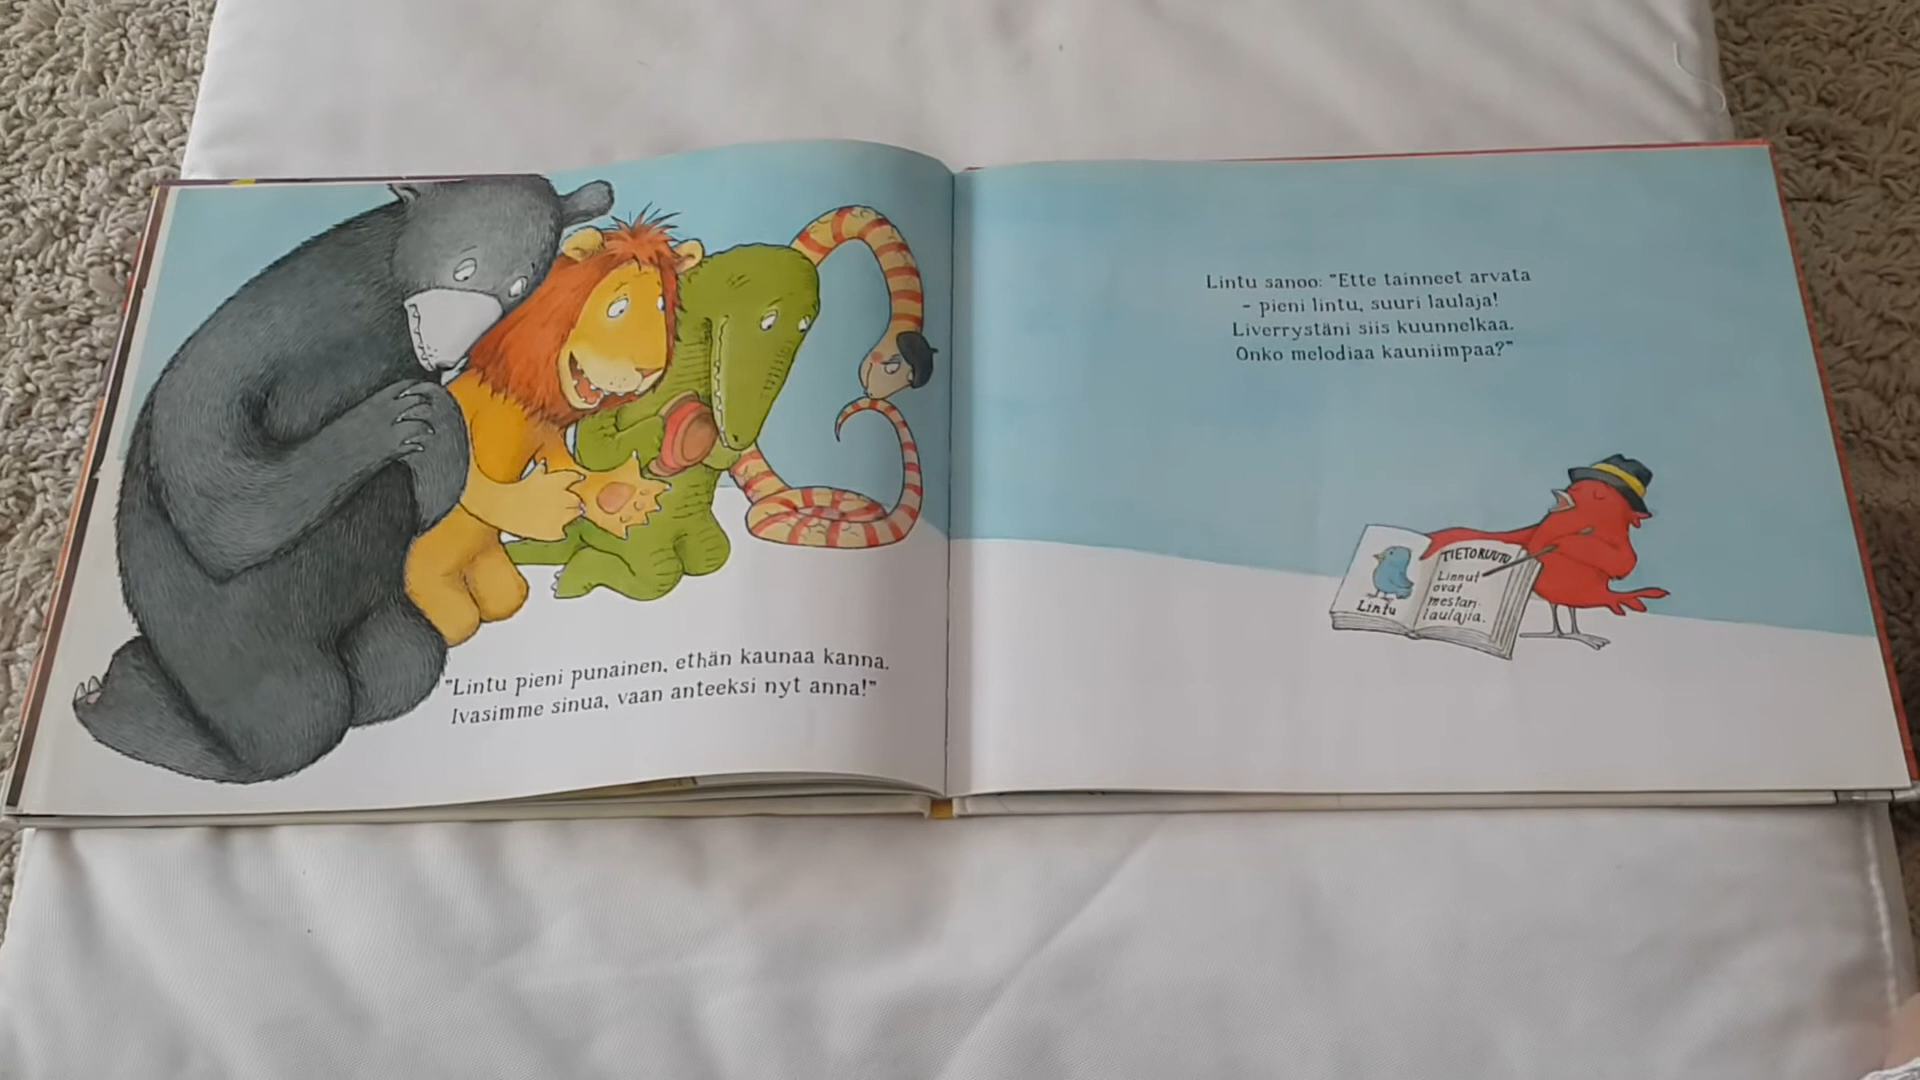 "Lintu pieni punainen, ethän kaunaa kanna.
Ivasimme sinua, vaan anteeksi nyt anna!"
Lintu sanoo: "Ette tainneet arvata
- pieni lintu, suuri laulaja!
Liverrystäni siis kuunnelkaa.
Onko melodiaa kauniimpaa?"
Lintu
TIETORUUTU
Linnut
ovat
mestari-
laulajia.